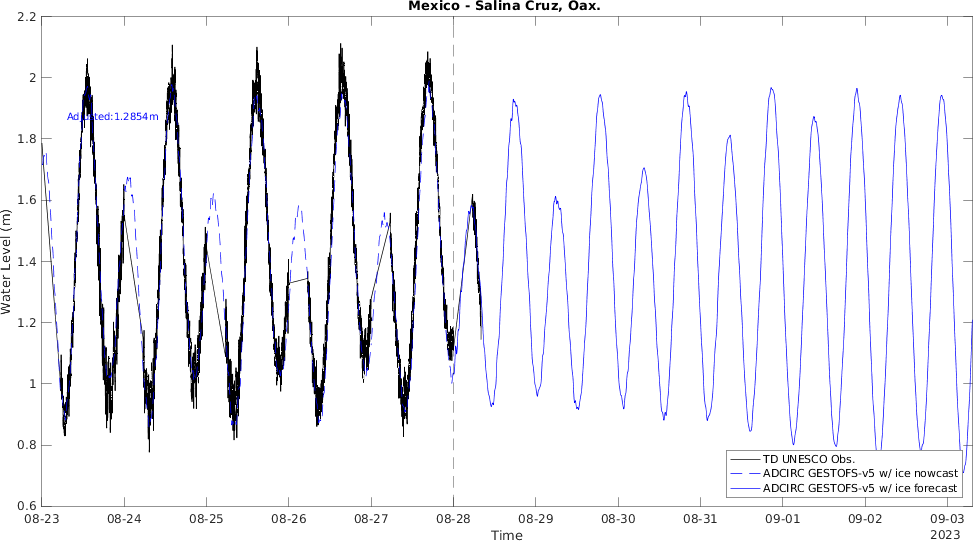 Mexico - Salina Cruz, Oax.
2.2
2
1.8
1.6
1.4
1.2
1
0.8
0.6
Water Level (m)
Adjusted:1.2854m
TD UNESCO Obs.
ADCIRC GESTOFS-v5 w/ ice nowcast
ADCIRC GESTOFS-v5 w/ ice forecast
08-23 08-24 08-25 08-26 08-27 08-28 08-29 08-30 08-31 09-01 09-02 09-03
2023
Time